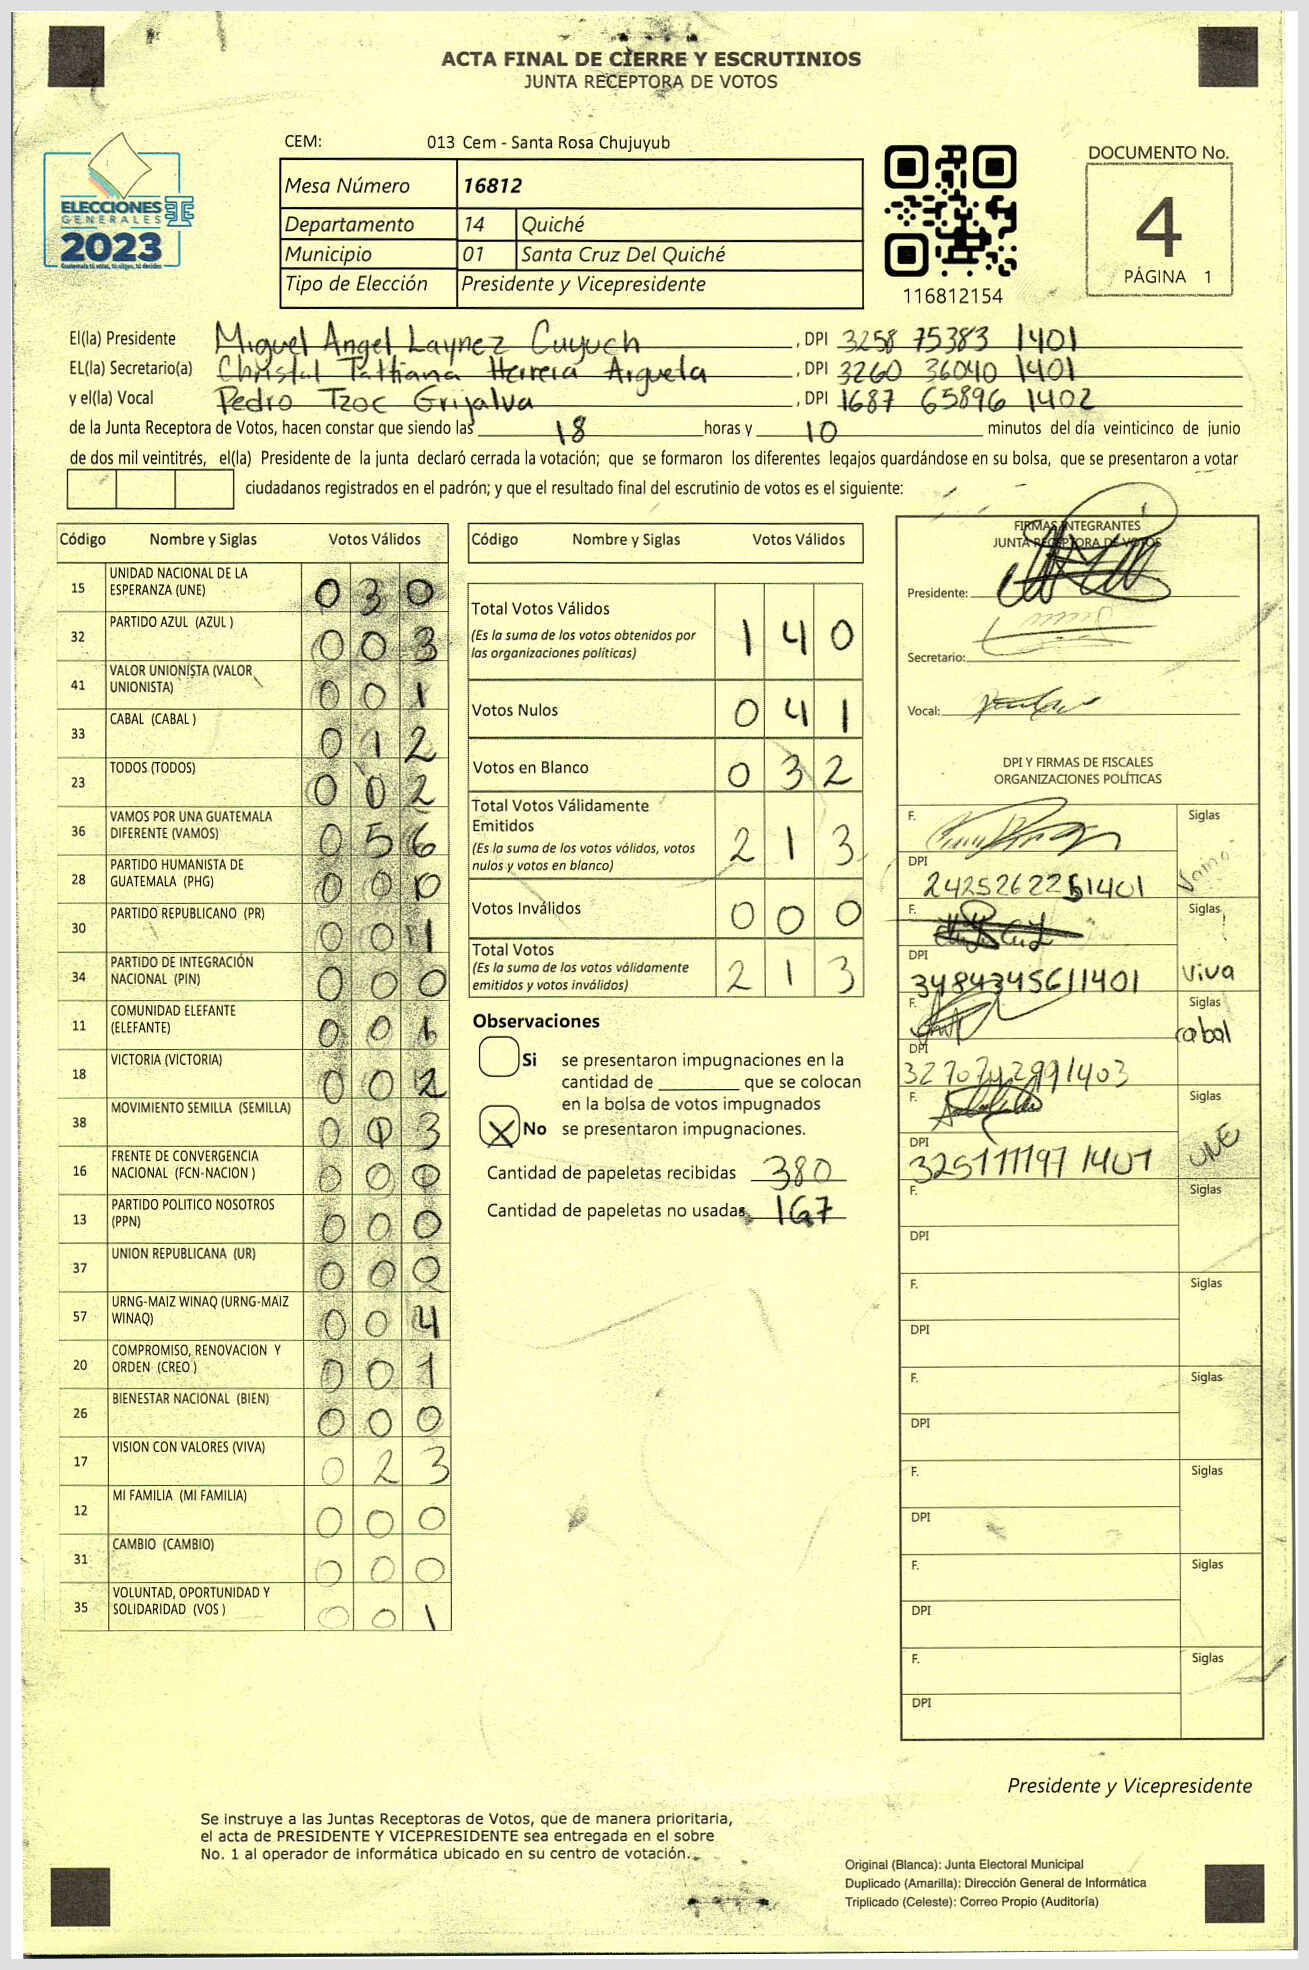 ACTA FINAL DE CIERRE Y ESCRUTINIOS
JUNTA RECEPTORA DE VOTOS
ELECCIONES
GENERALES
2023
CEM: 013 Cem - Santa Rosa Chujuyub
Mesa Número 16812
Departamento 14 Quiché
Municipio 01 Santa Cruz Del Quiché
Tipo de Elección Presidente y Vicepresidente
116812154
DOCUMENTO No.
4
PÁGINA 1
El(la) Presidente Miguel Angel Laynez Cuyuch, DPI 3258 75383 1401
EL(la) Secretario(a) Christal Tathiana Herrera Argueta, DPI 3260 36040 1401
y el(la) Vocal Pedro Tzoc Grijalva, DPI 1687 65896 1402
de la Junta Receptora de Votos, hacen constar que siendo las 18 horas y 10 minutos del día veinticinco de junio
de dos mil veintitrés, el(la) Presidente de la junta declaró cerrada la votación; que se formaron los diferentes legajos guardándose en su bolsa, que se presentaron a votar
ciudadanos registrados en el padrón; y que el resultado final del escrutinio de votos es el siguiente:
Código Nombre y Siglas Votos Válidos
15 UNIDAD NACIONAL DE LA ESPERANZA (UNE) 0 3 0
32 PARTIDO AZUL (AZUL ) 0 0 3
41 VALOR UNIONISTA (VALOR UNIONISTA) 0 0 1
33 CABAL (CABAL ) 0 1 2
23 TODOS (TODOS) 0 0 2
36 VAMOS POR UNA GUATEMALA DIFERENTE (VAMOS) 0 5 6
28 PARTIDO HUMANISTA DE GUATEMALA (PHG) 0 0 0
30 PARTIDO REPUBLICANO (PR) 0 0 1
34 PARTIDO DE INTEGRACIÓN NACIONAL (PIN) 0 0 0
11 COMUNIDAD ELEFANTE (ELEFANTE) 0 0 1
18 VICTORIA (VICTORIA) 0 0 2
38 MOVIMIENTO SEMILLA (SEMILLA) 0 0 3
16 FRENTE DE CONVERGENCIA NACIONAL (FCN-NACION ) 0 0 0
13 PARTIDO POLITICO NOSOTROS (PPN) 0 0 0
37 UNION REPUBLICANA (UR) 0 0 0
57 URNG-MAIZ WINAQ (URNG-MAIZ WINAQ) 0 0 4
20 COMPROMISO, RENOVACION Y ORDEN (CREO ) 0 0 1
26 BIENESTAR NACIONAL (BIEN) 0 0 0
17 VISION CON VALORES (VIVA) 0 2 3
12 MI FAMILIA (MI FAMILIA) 0 0 0
31 CAMBIO (CAMBIO) 0 0 0
35 VOLUNTAD, OPORTUNIDAD Y SOLIDARIDAD (VOS ) 0 0 1
Código Nombre y Siglas Votos Válidos
Total Votos Válidos 1 4 0
(Es la suma de los votos obtenidos por
las organizaciones políticas)
Votos Nulos 0 4 1
Votos en Blanco 0 3 2
Total Votos Válidamente
Emitidos 2 1 3
(Es la suma de los votos válidos, votos
nulos y votos en blanco)
Votos Inválidos 0 0 0
Total Votos 2 1 3
(Es la suma de los votos válidamente
emitidos y votos inválidos)
Observaciones
Si se presentaron impugnaciones en la
cantidad de ________ que se colocan
en la bolsa de votos impugnados
X No se presentaron impugnaciones.
Cantidad de papeletas recibidas 380
Cantidad de papeletas no usadas 167
FIRMAS INTEGRANTES
JUNTA RECEPTORA DE VOTOS
Presidente:
Secretario:
Vocal:
DPI Y FIRMAS DE FISCALES
ORGANIZACIONES POLÍTICAS
F. Siglas
DPI
F. Siglas
DPI 3484345611401 Viva
F. Siglas
DPI cabal
F. Siglas
DPI UNE
F. Siglas
DPI
F. Siglas
DPI
F. Siglas
DPI
F. Siglas
DPI
F. Siglas
DPI
F. Siglas
DPI
Presidente y Vicepresidente
Se instruye a las Juntas Receptoras de Votos, que de manera prioritaria,
el acta de PRESIDENTE Y VICEPRESIDENTE sea entregada en el sobre
No. 1 al operador de informática ubicado en su centro de votación.
Original (Blanca): Junta Electoral Municipal
Duplicado (Amarilla): Dirección General de Informática
Triplicado (Celeste): Correo Propio (Auditoría)